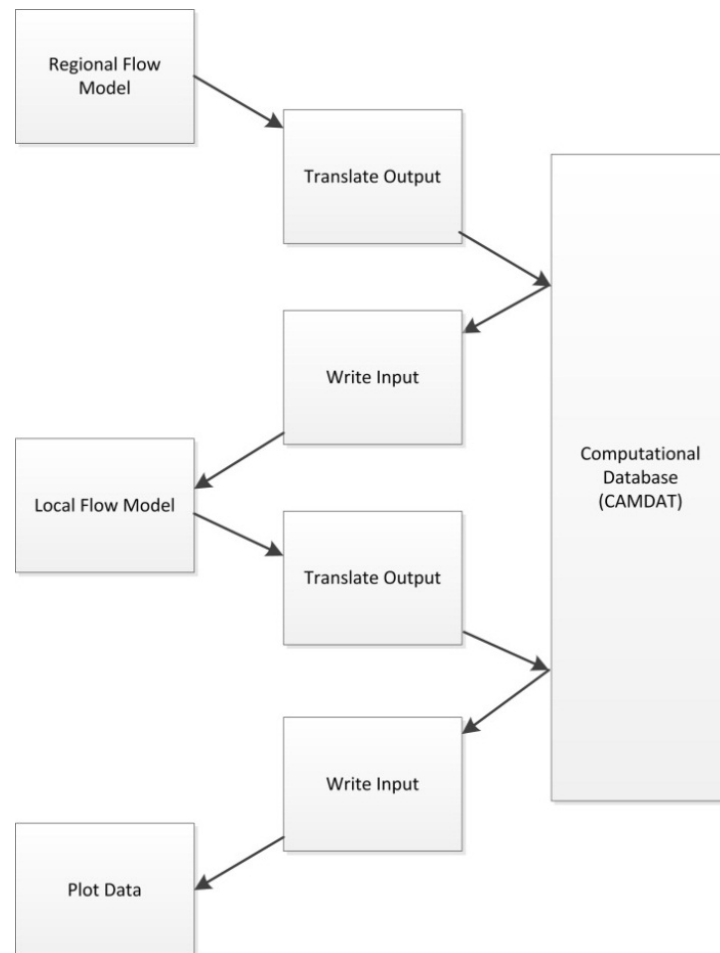 Regional Flow
Model
Translate Output
Write Input
Computational
Database
(CAMDAT)
Local Flow Model
Translate Output
Write Input
Plot Data